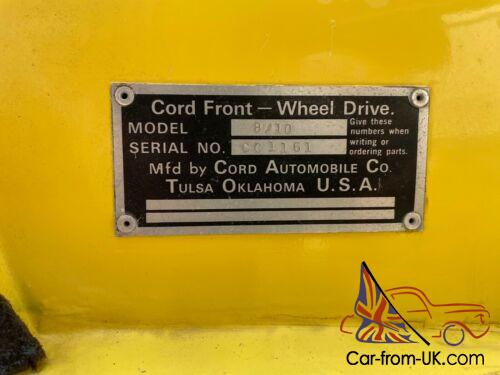 Cord Front – Wheel Drive.
MODEL 8/10
SERIAL NO. CC1161
Give these
numbers when
writing or
ordering parts.
Mfd by CORD AUTOMOBILE CO.
TULSA OKLAHOMA U.S.A.
Car-from-UK.com